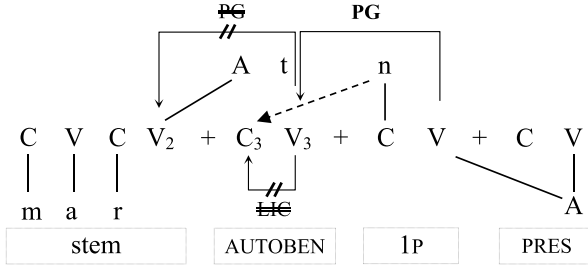 PG PG
A t n
C V C V₂ + C₃ V₃ + C V + C V
LIC
m a r A
stem AUTOBEN 1P PRES